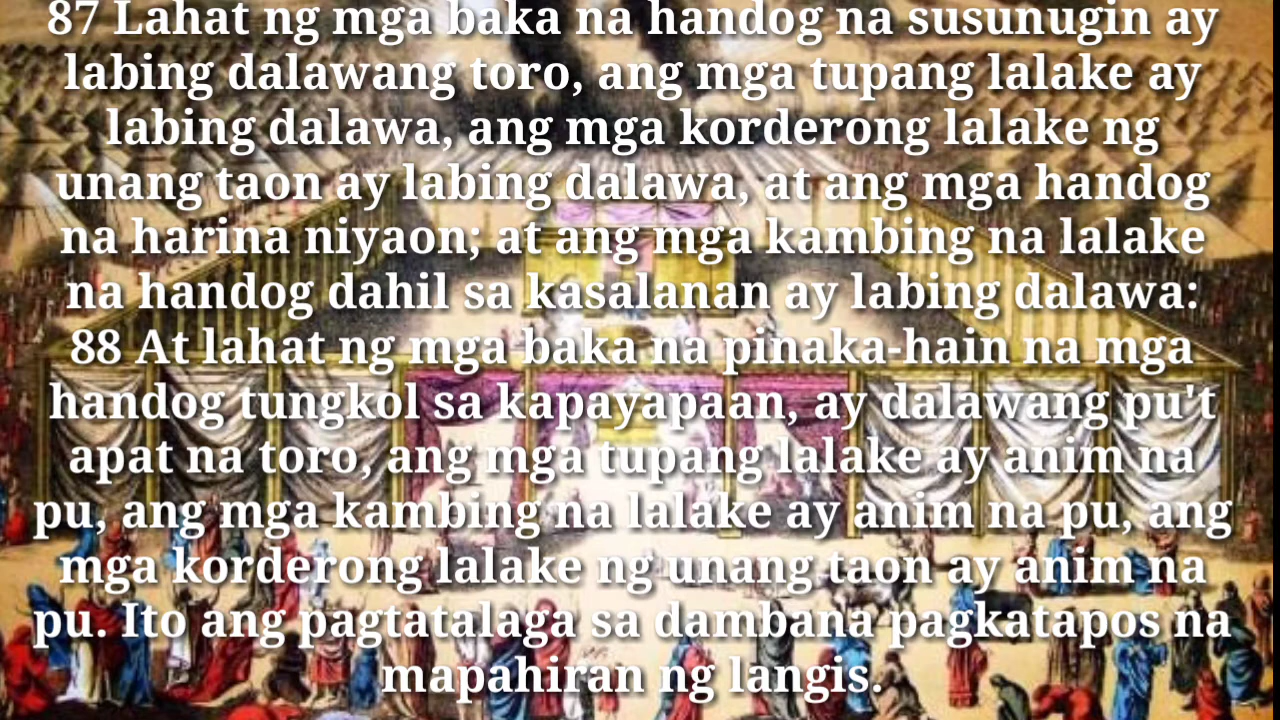 87 Lahat ng mga baka na handog na susunugin ay
labing dalawang toro, ang mga tupang lalake ay
labing dalawa, ang mga korderong lalake ng
unang taon ay labing dalawa, at ang mga handog
na harina niyaon; at ang mga kambing na lalake
na handog dahil sa kasalanan ay labing dalawa:
88 At lahat ng mga baka na pinaka-hain na mga
handog tungkol sa kapayapaan, ay dalawang pu't
apat na toro, ang mga tupang lalake ay anim na
pu, ang mga kambing na lalake ay anim na pu, ang
mga korderong lalake ng unang taon ay anim na
pu. Ito ang pagtatalaga sa dambana pagkatapos na
mapahiran ng langis.